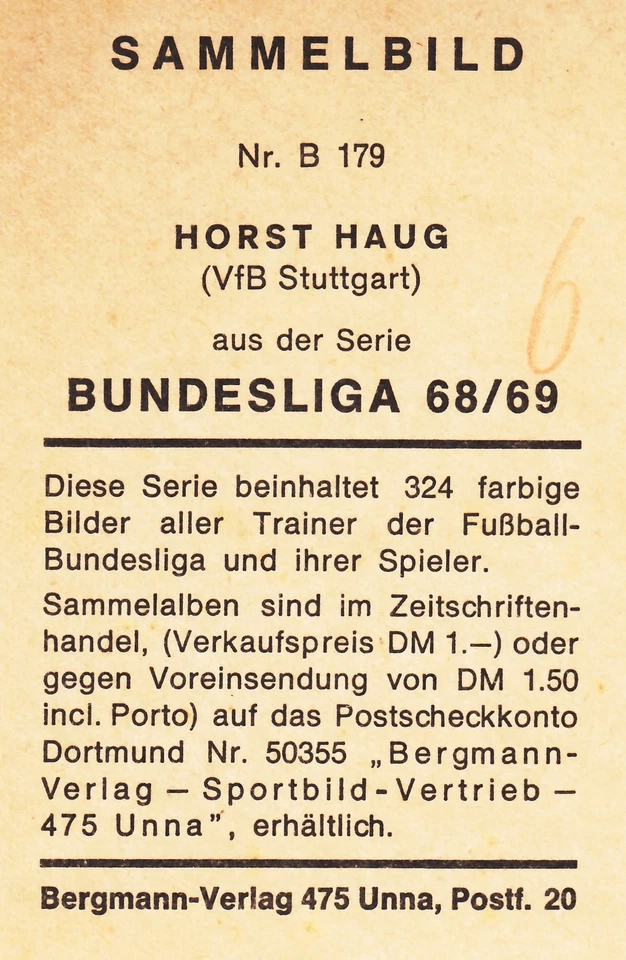 SAMMELBILD
Nr. B 179
HORST HAUG
(VfB Stuttgart)
6
aus der Serie
BUNDESLIGA 68/69
Diese Serie beinhaltet 324 farbige
Bilder aller Trainer der Fußball-
Bundesliga und ihrer Spieler.
Sammelalben sind im Zeitschriften-
handel, (Verkaufspreis DM 1.—) oder
gegen Voreinsendung von DM 1.50
incl. Porto) auf das Postscheckkonto
Dortmund Nr. 50355 „Bergmann-
Verlag — Sportbild-Vertrieb —
475 Unna”, erhältlich.
Bergmann-Verlag 475 Unna, Postf. 20